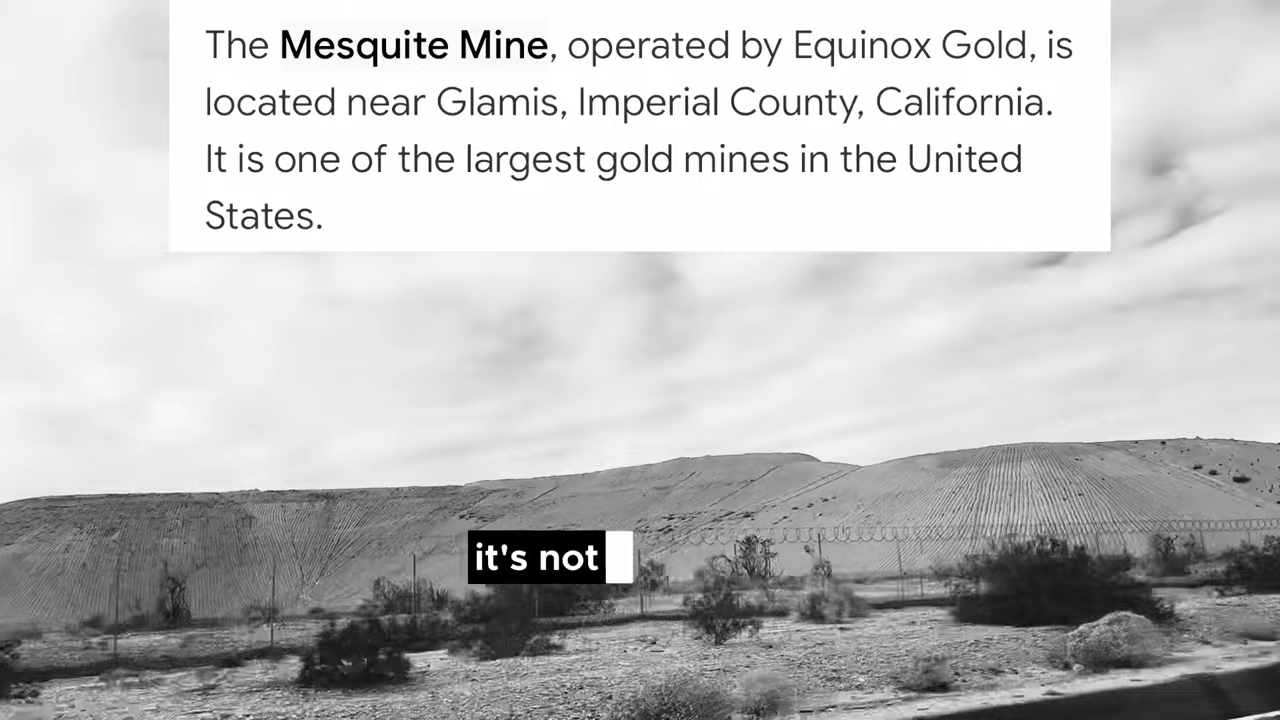 The Mesquite Mine, operated by Equinox Gold, is
located near Glamis, Imperial County, California.
It is one of the largest gold mines in the United
States.
it's not